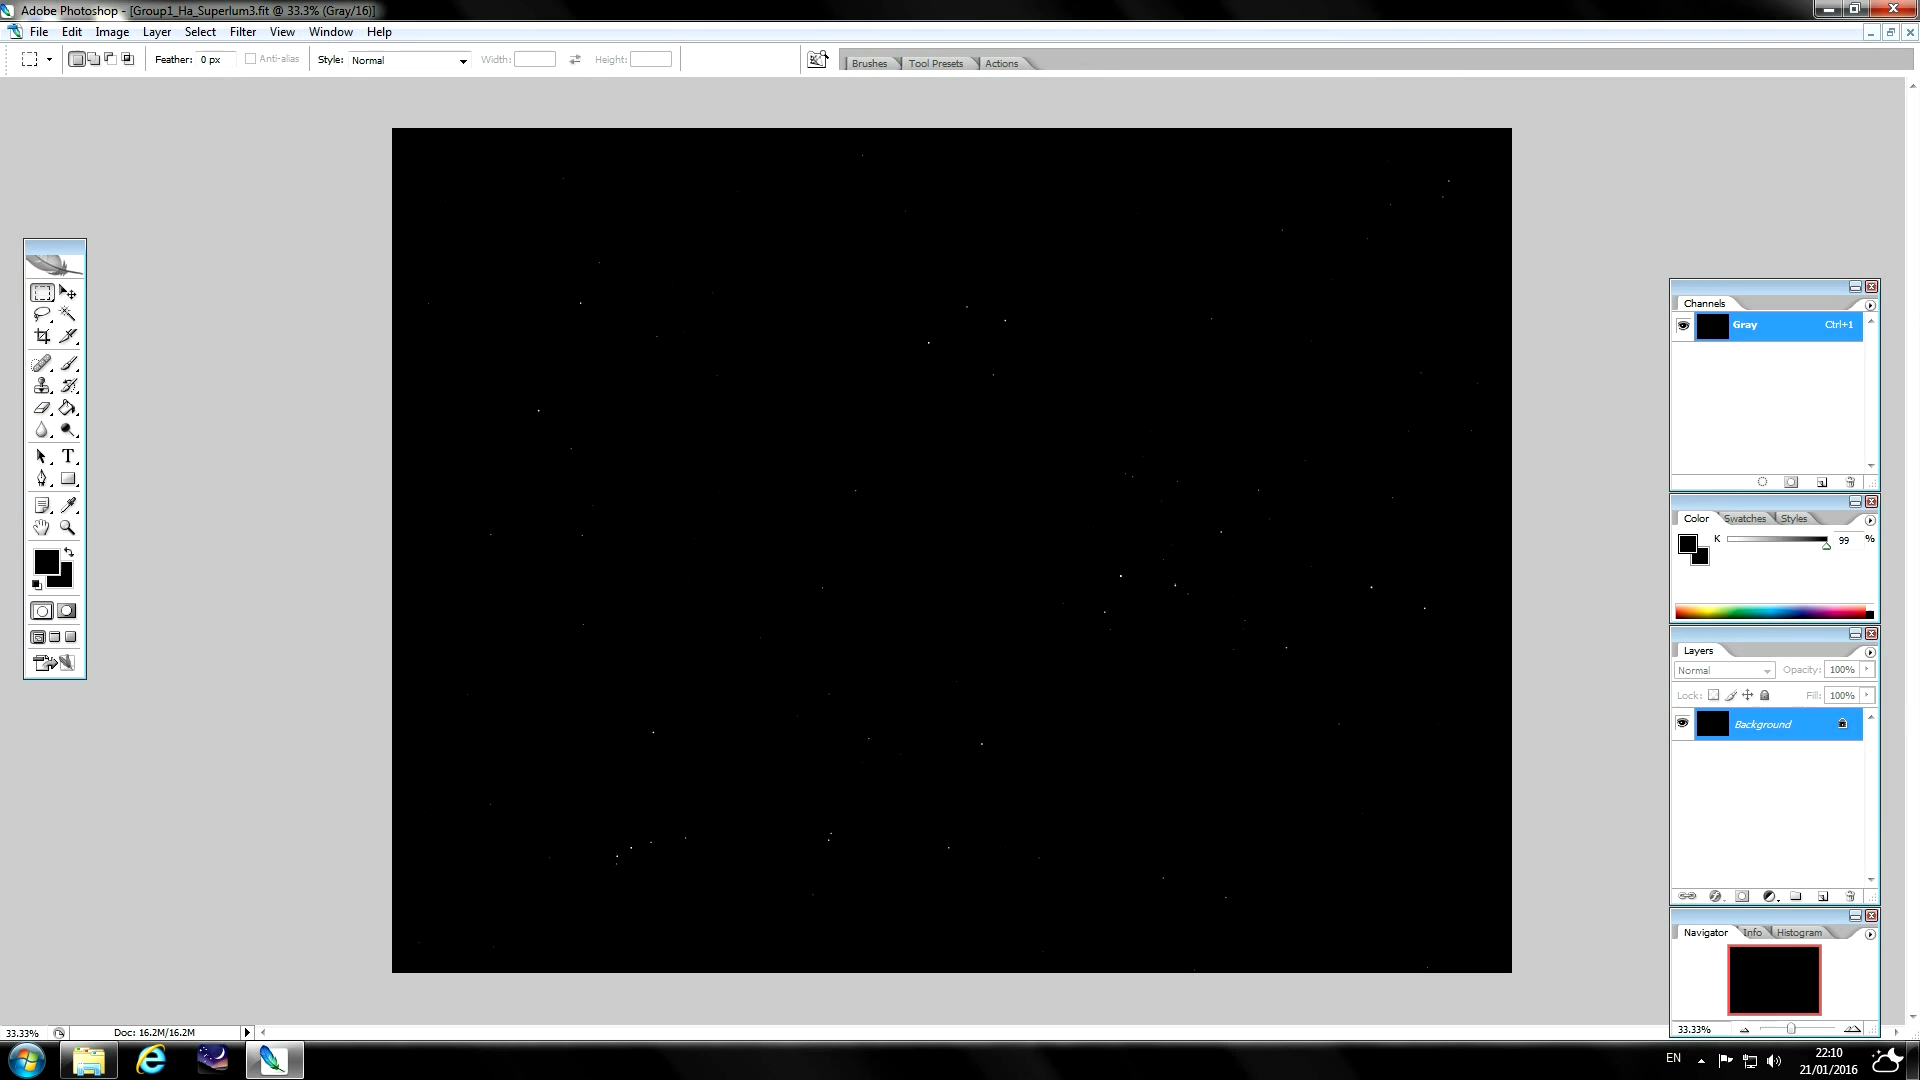 Adobe Photoshop - [Group1_Ha_Superlum3.fit @ 33.3% (Gray/16)]
File Edit Image Layer Select Filter View Window Help
Feather: 0 px Anti-alias Style: Normal Width: Height: Brushes Tool Presets Actions
Channels
Gray Ctrl+1
Color Swatches Styles
K 99 %
T
Layers
Normal Opacity: 100%
Lock: Fill: 100%
Background
Navigator Info Histogram
33.33%
33.33% Doc: 16.2M/16.2M
EN 22:10
21/01/2016